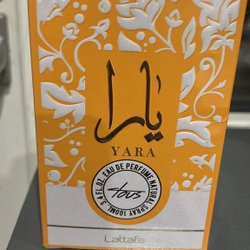 يارا
YARA
3.4 FL.OZ. EAU DE PERFUME NATURAL SPRAY 100ML
Tous
Lattafa